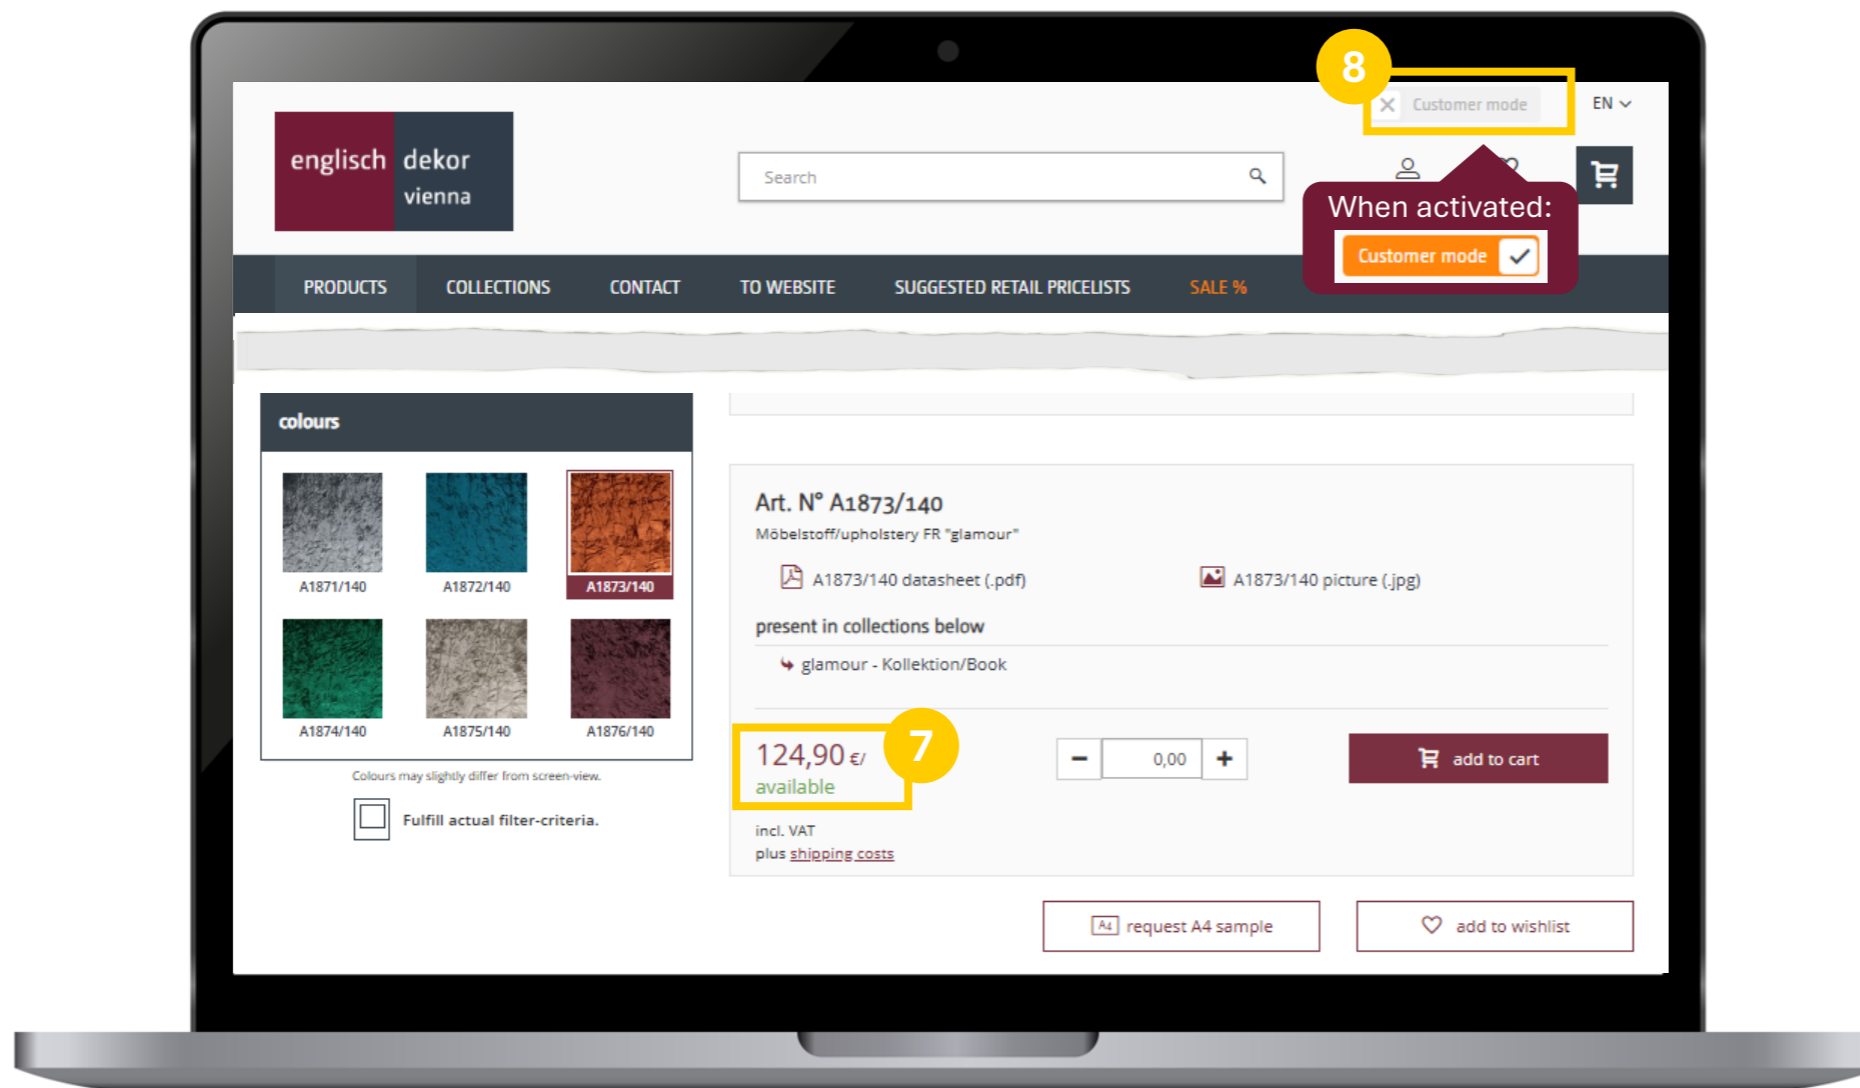 8
Customer mode
EN
englisch dekor
vienna
Search
When activated:
Customer mode
PRODUCTS
COLLECTIONS
CONTACT
TO WEBSITE
SUGGESTED RETAIL PRICELISTS
SALE %
colours
A1871/140
A1872/140
A1873/140
A1874/140
A1875/140
A1876/140
Colours may slightly differ from screen-view.
Fulfill actual filter-criteria.
Art. N° A1873/140
Möbelstoff/upholstery FR "glamour"
A1873/140 datasheet (.pdf)
A1873/140 picture (.jpg)
present in collections below
glamour - Kollektion/Book
124,90 €/
7
available
0,00
add to cart
incl. VAT
plus shipping costs
A4 request A4 sample
add to wishlist